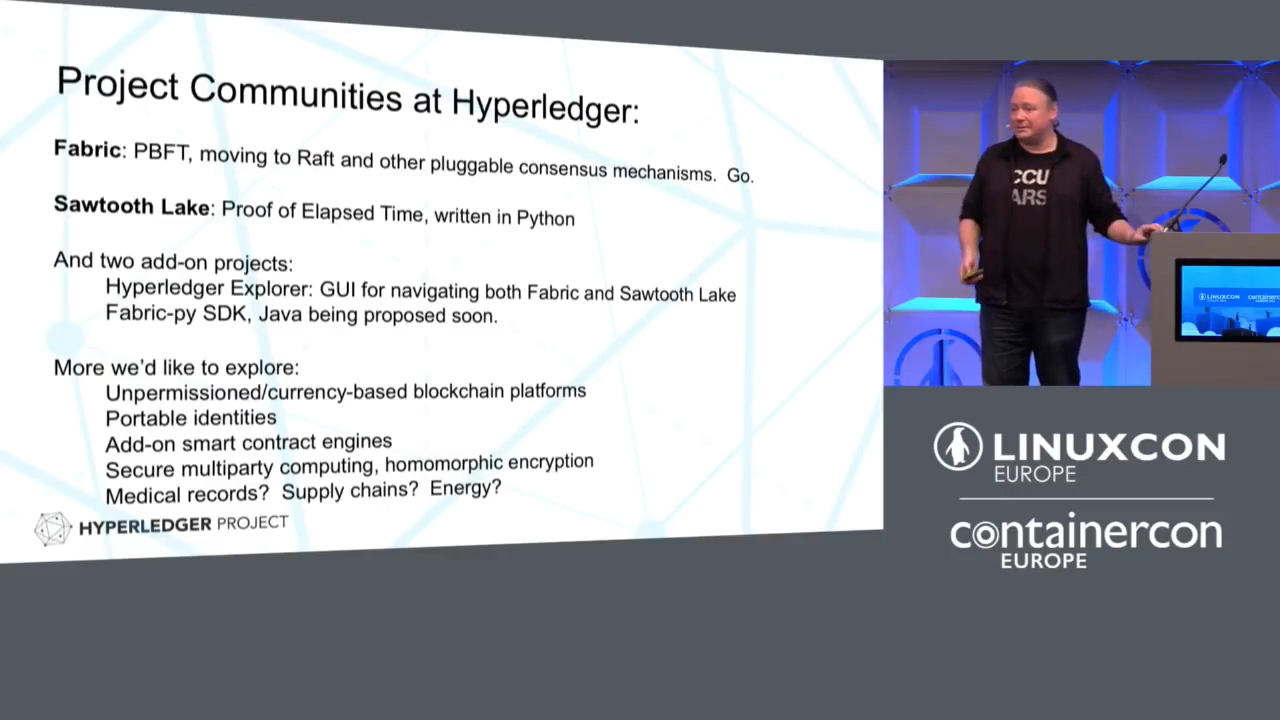 Project Communities at Hyperledger:
Fabric: PBFT, moving to Raft and other pluggable consensus mechanisms. Go.
Sawtooth Lake: Proof of Elapsed Time, written in Python
And two add-on projects:
Hyperledger Explorer: GUI for navigating both Fabric and Sawtooth Lake
Fabric-py SDK, Java being proposed soon.
More we'd like to explore:
Unpermissioned/currency-based blockchain platforms
Portable identities
Add-on smart contract engines
Secure multiparty computing, homomorphic encryption
Medical records? Supply chains? Energy?
HYPERLEDGER PROJECT
CCU
ARS
LINUXCON
containercon
LINUXCON
EUROPE
containercon
EUROPE